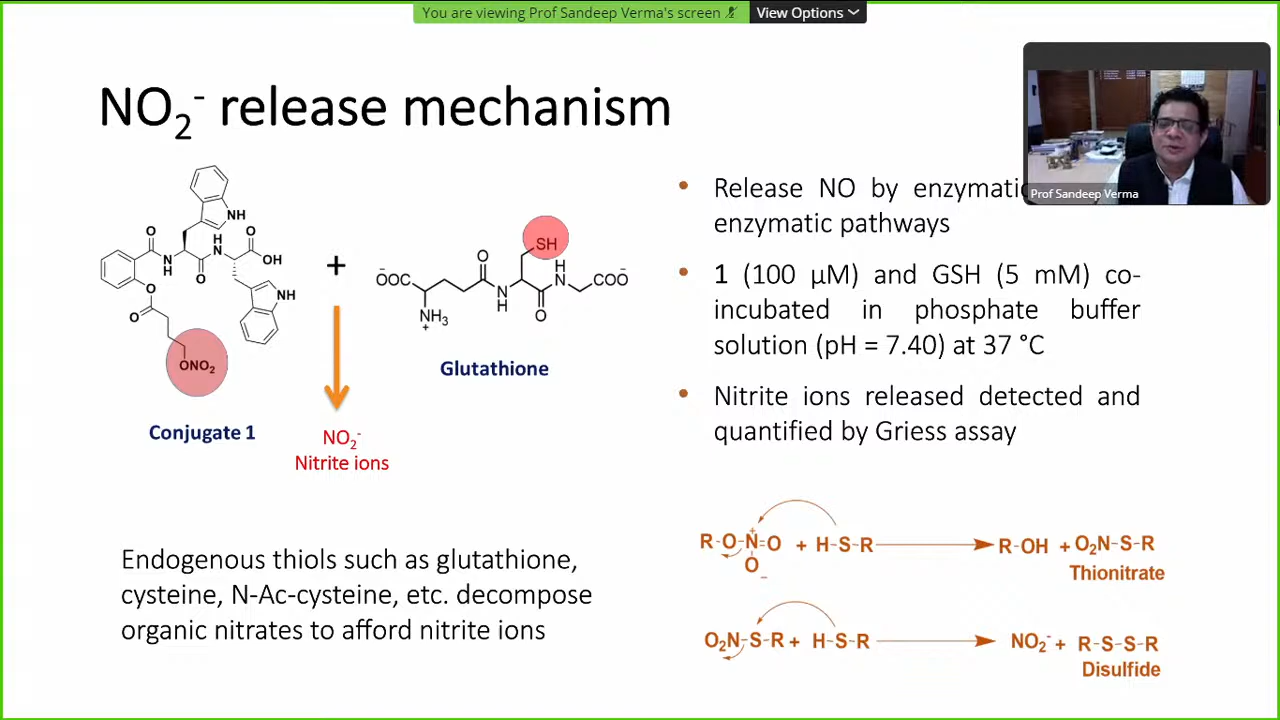 You are viewing Prof Sandeep Verma's screen
View Options
NO₂⁻ release mechanism
Prof Sandeep Verma
• Release NO by enzymatic
enzymatic pathways
• 1 (100 µM) and GSH (5 mM) co-
incubated in phosphate buffer
solution (pH = 7.40) at 37 °C
• Nitrite ions released detected and
quantified by Griess assay
NH
O
O
N
H
H
N
O
OH
O
O
O
NH
ONO₂
Conjugate 1
+
NO₂⁻
Nitrite ions
SH
⁻OOC
O
H
N
COO⁻
N
H
O
NH₃
+
Glutathione
Endogenous thiols such as glutathione,
cysteine, N-Ac-cysteine, etc. decompose
organic nitrates to afford nitrite ions
R-O-N⁺=O + H-S-R R-OH + O₂N-S-R
O⁻
Thionitrate
O₂N-S-R + H-S-R NO₂⁻ + R-S-S-R
Disulfide